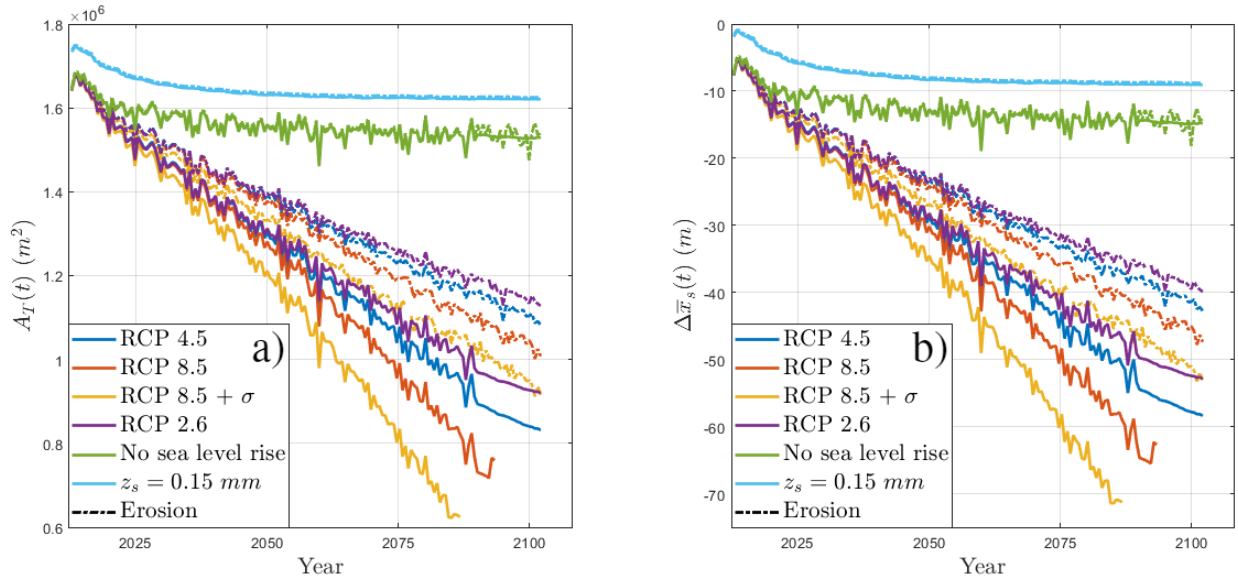 ×10⁶
1.8
1.6
1.4
1.2
1
0.8
0.6
A_T(t) (m²)
RCP 4.5
RCP 8.5
RCP 8.5 + σ
RCP 2.6
No sea level rise
z_s = 0.15 mm
Erosion
a)
2025 2050 2075 2100
Year
0
-10
-20
-30
-40
-50
-60
-70
Δx̅_s(t) (m)
RCP 4.5
RCP 8.5
RCP 8.5 + σ
RCP 2.6
No sea level rise
z_s = 0.15 mm
Erosion
b)
2025 2050 2075 2100
Year